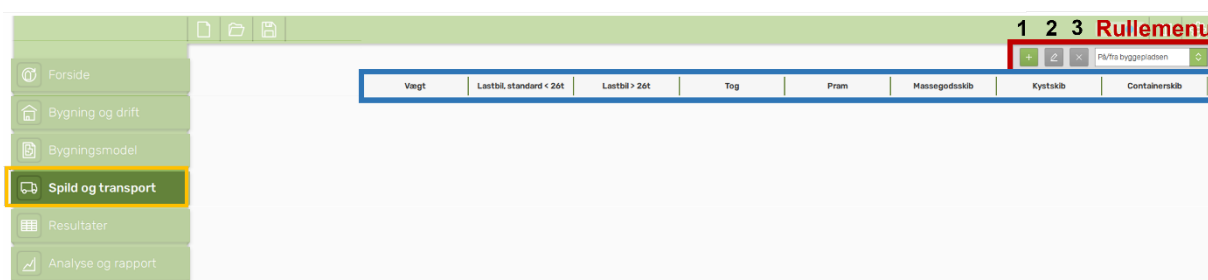 1 2 3 Rullemenu
På/fra byggepladsen
Forside
Vægt Lastbil, standard < 26t Lastbil > 26t Tog Pram Massegodsskib Kystskib Containerskib
Bygning og drift
Bygningsmodel
Spild og transport
Resultater
Analyse og rapport